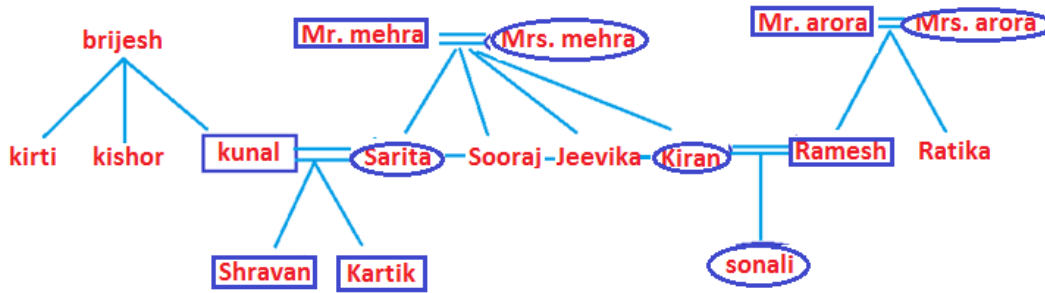 Mr. mehra
Mrs. mehra
Mr. arora
Mrs. arora
brijesh
kirti
kishor
kunal
Sarita
Sooraj
Jeevika
Kiran
Ramesh
Ratika
Shravan
Kartik
sonali